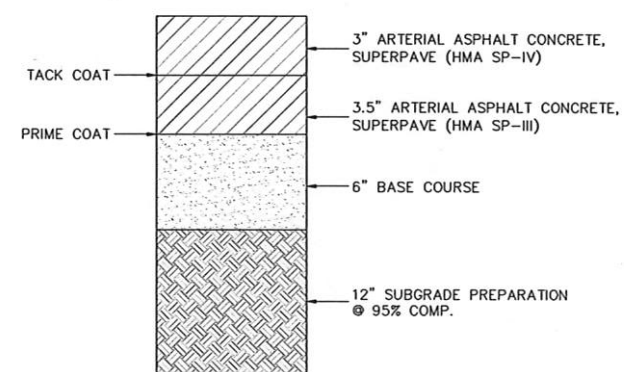 3" ARTERIAL ASPHALT CONCRETE,
SUPERPAVE (HMA SP-IV)
TACK COAT
3.5" ARTERIAL ASPHALT CONCRETE,
SUPERPAVE (HMA SP-III)
PRIME COAT
6" BASE COURSE
12" SUBGRADE PREPARATION
@ 95% COMP.